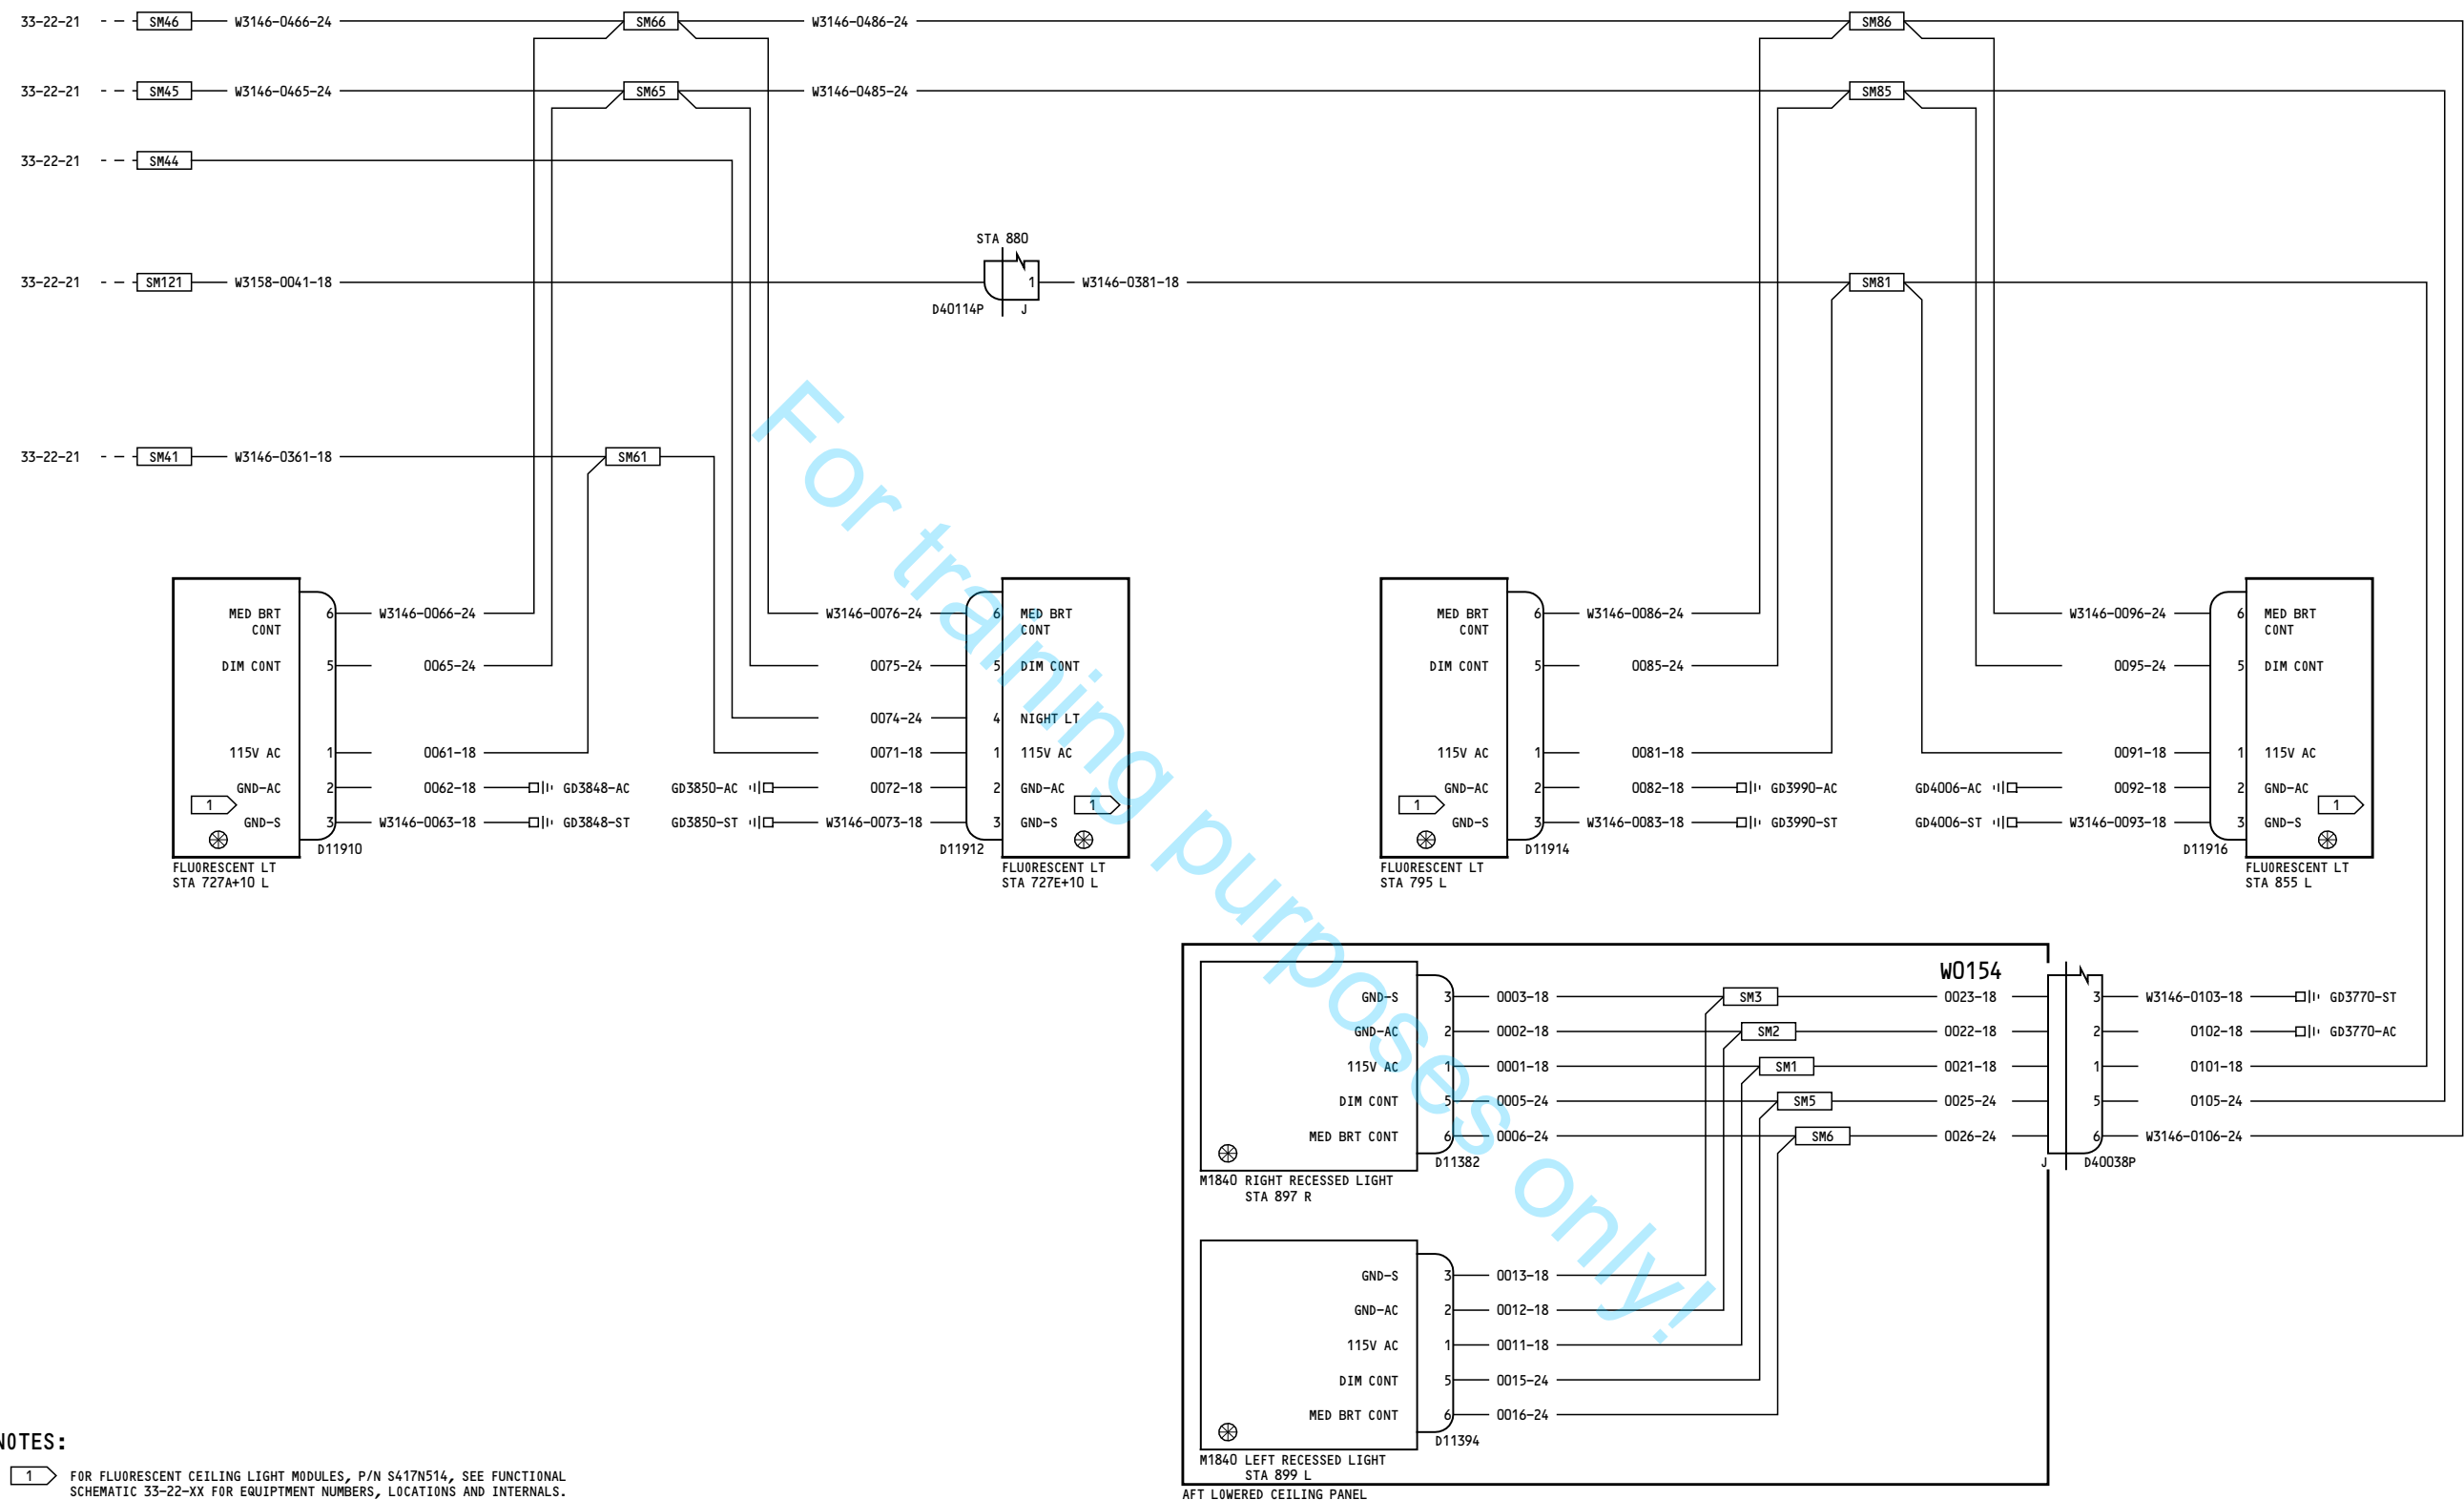 33-22-21 SM46 W3146-0466-24 SM66 W3146-0486-24 SM86
33-22-21 SM45 W3146-0465-24 SM65 W3146-0485-24 SM85
33-22-21 SM44
STA 880
33-22-21 SM121 W3158-0041-18 1 W3146-0381-18 SM81
D40114P J
33-22-21 SM41 W3146-0361-18 SM61
MED BRT 6 W3146-0066-24
CONT
DIM CONT 5 0065-24
115V AC 1 0061-18
GND-AC 2 0062-18 GD3848-AC
1
GND-S 3 W3146-0063-18 GD3848-ST
D11910
FLUORESCENT LT
STA 727A+10 L
W3146-0076-24 6 MED BRT
CONT
0075-24 5 DIM CONT
0074-24 4 NIGHT LT
0071-18 1 115V AC
GD3850-AC 0072-18 2 GND-AC
1
GD3850-ST W3146-0073-18 3 GND-S
D11912
FLUORESCENT LT
STA 727E+10 L
MED BRT 6 W3146-0086-24
CONT
DIM CONT 5 0085-24
115V AC 1 0081-18
GND-AC 2 0082-18 GD3990-AC
1
GND-S 3 W3146-0083-18 GD3990-ST
D11914
FLUORESCENT LT
STA 795 L
W3146-0096-24 6 MED BRT
CONT
0095-24 5 DIM CONT
0091-18 1 115V AC
GD4006-AC 0092-18 2 GND-AC
1
GD4006-ST W3146-0093-18 3 GND-S
D11916
FLUORESCENT LT
STA 855 L
W0154
GND-S 3 0003-18 SM3 0023-18 3 W3146-0103-18 GD3770-ST
GND-AC 2 0002-18 SM2 0022-18 2 0102-18 GD3770-AC
115V AC 1 0001-18 SM1 0021-18 1 0101-18
DIM CONT 5 0005-24 SM5 0025-24 5 0105-24
MED BRT CONT 6 0006-24 SM6 0026-24 6 W3146-0106-24
D11382 J D40038P
M1840 RIGHT RECESSED LIGHT
STA 897 R
GND-S 3 0013-18
GND-AC 2 0012-18
115V AC 1 0011-18
DIM CONT 5 0015-24
MED BRT CONT 6 0016-24
D11394
M1840 LEFT RECESSED LIGHT
STA 899 L
AFT LOWERED CEILING PANEL
NOTES:
1 FOR FLUORESCENT CEILING LIGHT MODULES, P/N S417N514, SEE FUNCTIONAL
SCHEMATIC 33-22-XX FOR EQUIPTMENT NUMBERS, LOCATIONS AND INTERNALS.
For training purposes only!